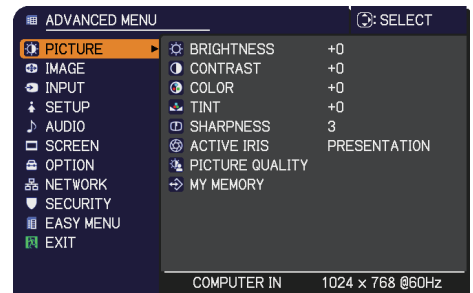 ADVANCED MENU : SELECT
PICTURE
IMAGE
INPUT
SETUP
AUDIO
SCREEN
OPTION
NETWORK
SECURITY
EASY MENU
EXIT
BRIGHTNESS +0
CONTRAST +0
COLOR +0
TINT +0
SHARPNESS 3
ACTIVE IRIS PRESENTATION
PICTURE QUALITY
MY MEMORY
COMPUTER IN 1024 x 768 @60Hz